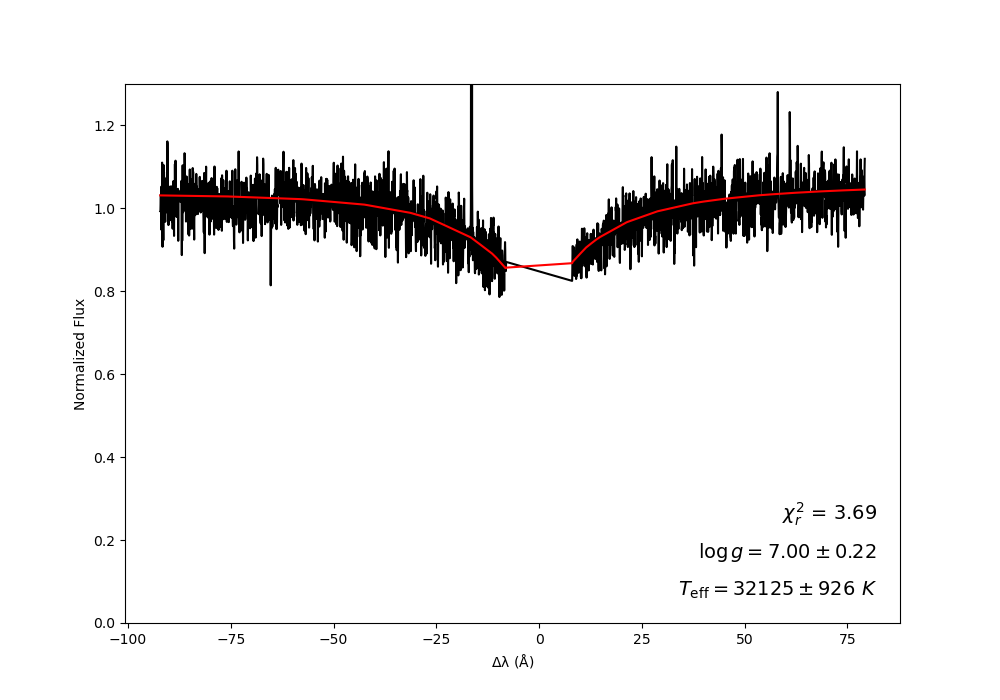 1.2
1.0
0.8
0.6
0.4
0.2
0.0
Normalized Flux
χ²ᵣ = 3.69
log g = 7.00 ± 0.22
T_eff = 32125 ± 926 K
−100 −75 −50 −25 0 25 50 75
Δλ (Å)